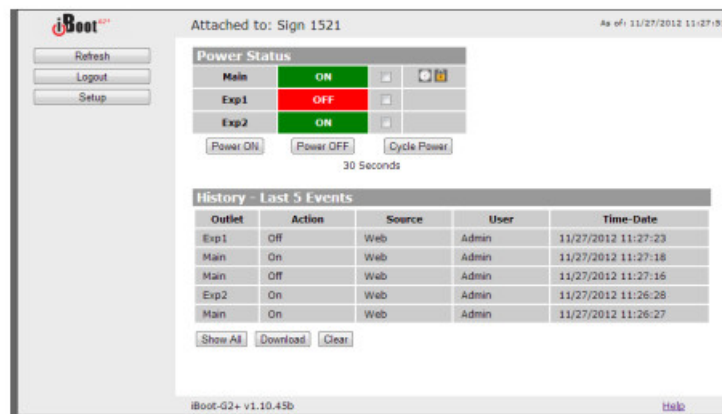 iBoot G2+
Attached to: Sign 1521
As of: 11/27/2012 11:27:
Refresh
Logout
Setup
Power Status
Main ON
Exp1 OFF
Exp2 ON
Power ON Power OFF Cycle Power
30 Seconds
History - Last 5 Events
Outlet Action Source User Time-Date
Exp1 Off Web Admin 11/27/2012 11:27:23
Main On Web Admin 11/27/2012 11:27:18
Main Off Web Admin 11/27/2012 11:27:16
Exp2 On Web Admin 11/27/2012 11:26:28
Main On Web Admin 11/27/2012 11:26:27
Show All Download Clear
iBoot-G2+ v1.10.45b
Help